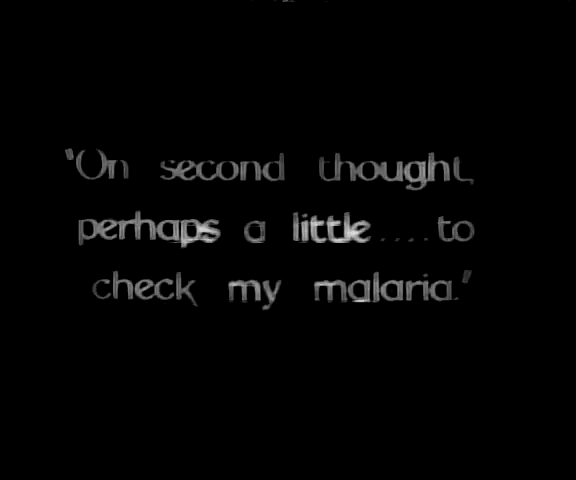 "On second thought,
perhaps a little....to
check my malaria."